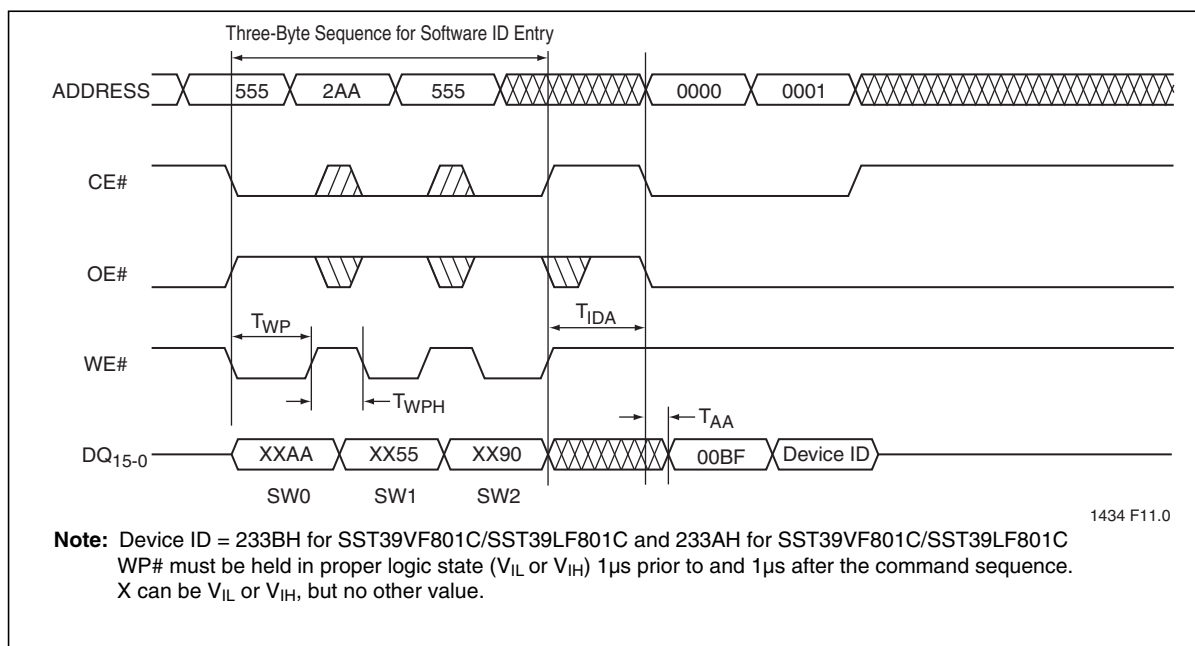 Three-Byte Sequence for Software ID Entry
ADDRESS 555 2AA 555 0000 0001
CE#
OE#
TWP TIDA
WE#
TWPH
TAA
DQ15-0 XXAA XX55 XX90 00BF Device ID
SW0 SW1 SW2
1434 F11.0
Note: Device ID = 233BH for SST39VF801C/SST39LF801C and 233AH for SST39VF801C/SST39LF801C
WP# must be held in proper logic state (VIL or VIH) 1µs prior to and 1µs after the command sequence.
X can be VIL or VIH, but no other value.